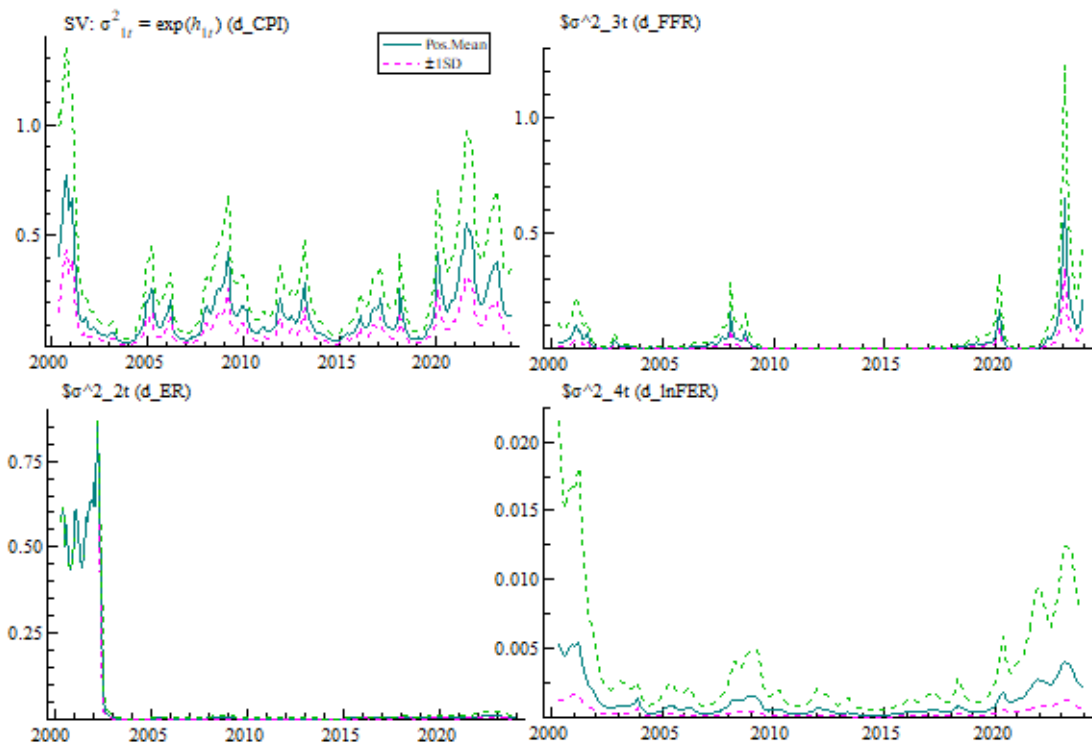 SV: σ²₁ₜ = exp(h₁ₜ) (d_CPI)
Pos.Mean
±1SD
1.0
0.5
2000 2005 2010 2015 2020
$σ^2_3t (d_FFR)
1.0
0.5
2000 2005 2010 2015 2020
$σ^2_2t (d_ER)
0.75
0.50
0.25
2000 2005 2010 2015 2020
$σ^2_4t (d_lnFER)
0.020
0.015
0.010
0.005
2000 2005 2010 2015 2020